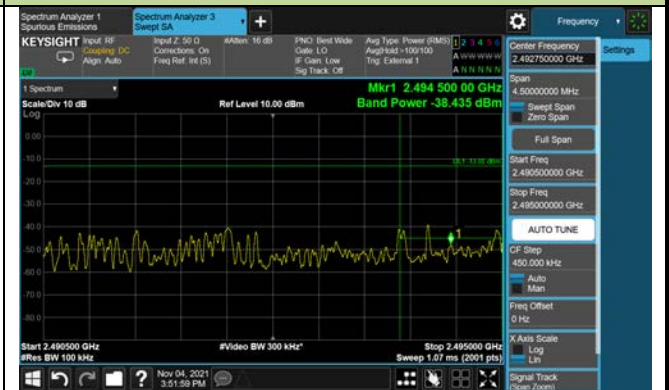 Spectrum Analyzer 1
Spurious Emissions
Spectrum Analyzer 3
Swept SA
Frequency
KEYSIGHT
Input: RF
Coupling: DC
Align: Auto
Input Z: 50 Ω
Corrections: On
Freq Ref: Int (S)
#Atten: 16 dB
PNO: Best Wide
Gate: LO
IF Gain: Low
Sig Track: Off
Avg Type: Power (RMS)
Avg|Hold:>100/100
Trig: External 1
1 2 3 4 5 6
A W W W W W
A N N N N N
1 Spectrum
Scale/Div 10 dB
Log
Ref Level 10.00 dBm
Mkr1 2.494 500 00 GHz
Band Power -38.435 dBm
0.00
-10.0
-20.0
-30.0
-40.0
-50.0
-60.0
-70.0
-80.0
1
Start 2.490500 GHz
#Res BW 100 kHz
#Video BW 300 kHz*
Stop 2.495000 GHz
Sweep 1.07 ms (2001 pts)
Nov 04, 2021
3:51:59 PM
Center Frequency
2.492750000 GHz
Settings
Span
4.50000000 MHz
Swept Span
Zero Span
Full Span
Start Freq
2.490500000 GHz
Stop Freq
2.495000000 GHz
AUTO TUNE
CF Step
450.000 kHz
Auto
Man
Freq Offset
0 Hz
X Axis Scale
Log
Lin
Signal Track
(Span Zoom)